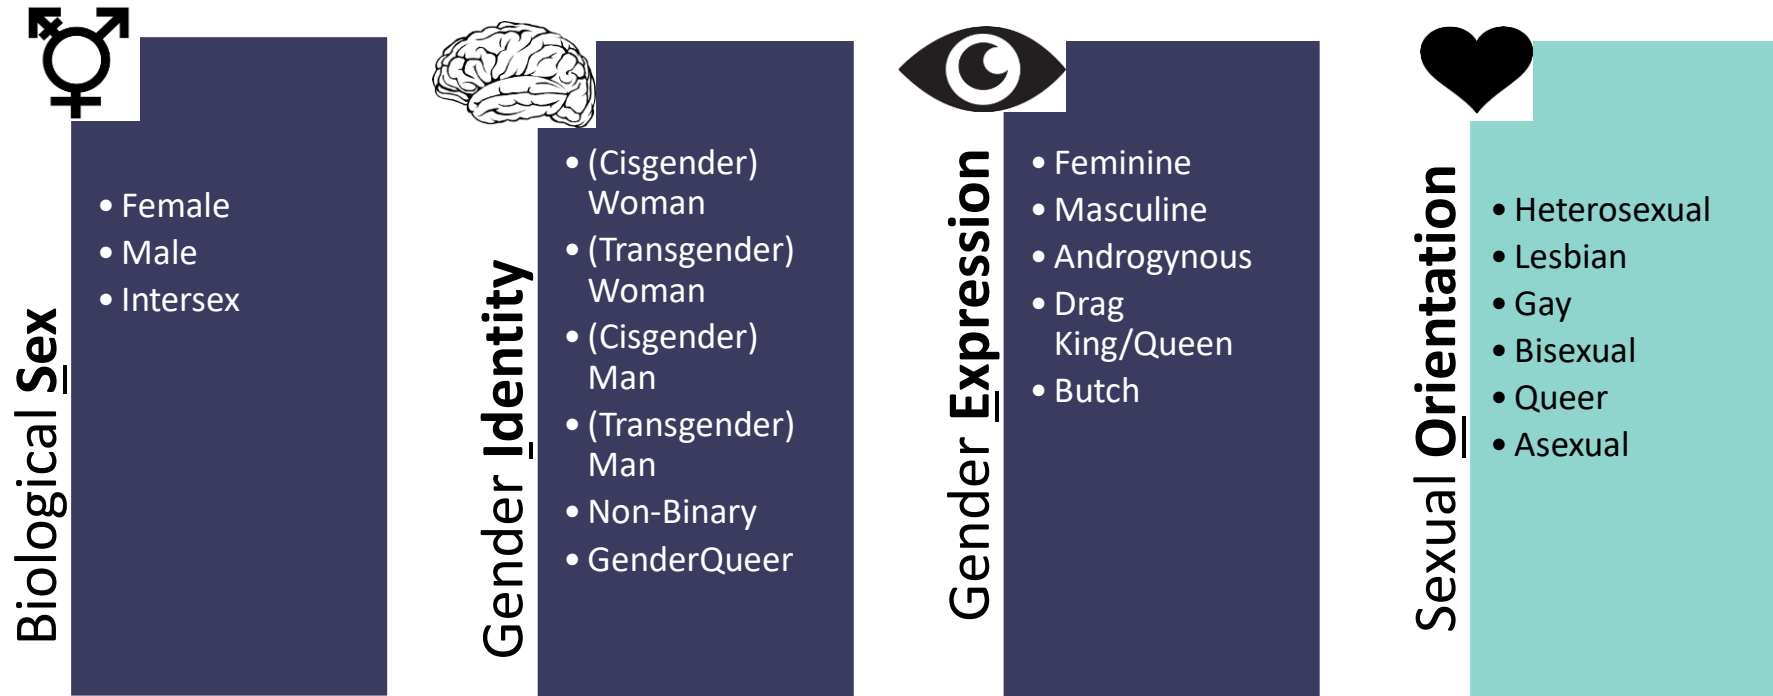 Biological Sex
• Female
• Male
• Intersex
Gender Identity
• (Cisgender)
Woman
• (Transgender)
Woman
• (Cisgender)
Man
• (Transgender)
Man
• Non-Binary
• GenderQueer
Gender Expression
• Feminine
• Masculine
• Androgynous
• Drag
King/Queen
• Butch
Sexual Orientation
• Heterosexual
• Lesbian
• Gay
• Bisexual
• Queer
• Asexual